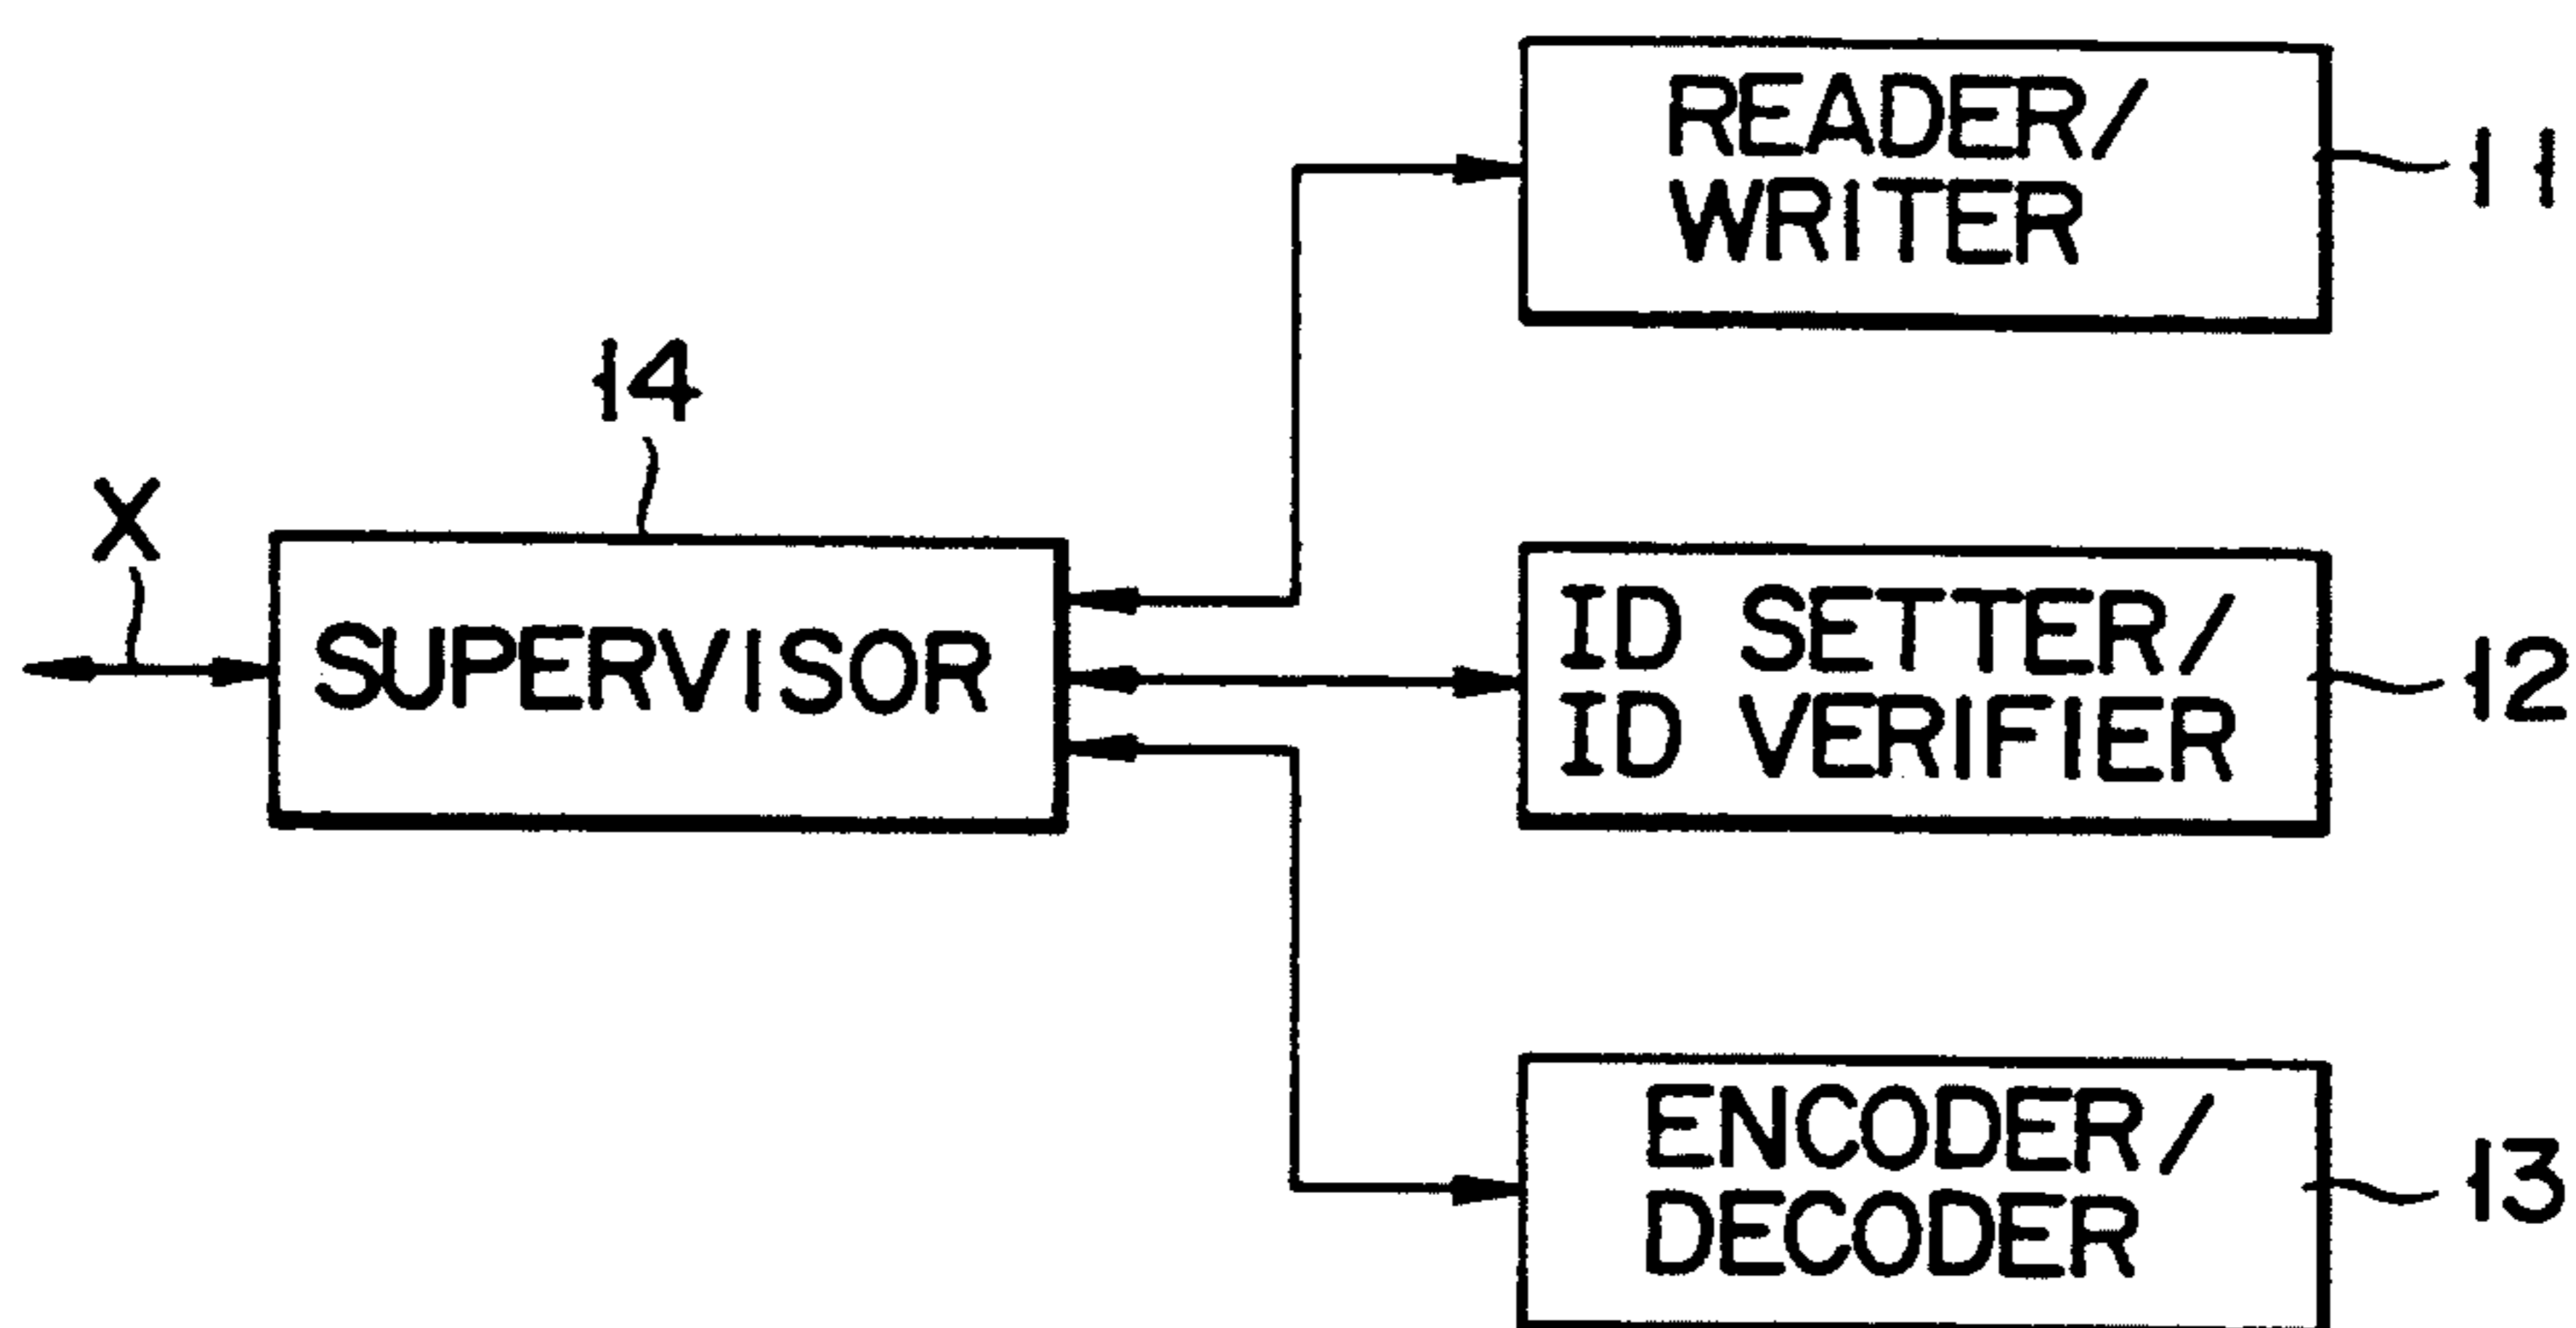 READER/
WRITER
11
14
X
SUPERVISOR
ID SETTER/
ID VERIFIER
12
ENCODER/
DECODER
13